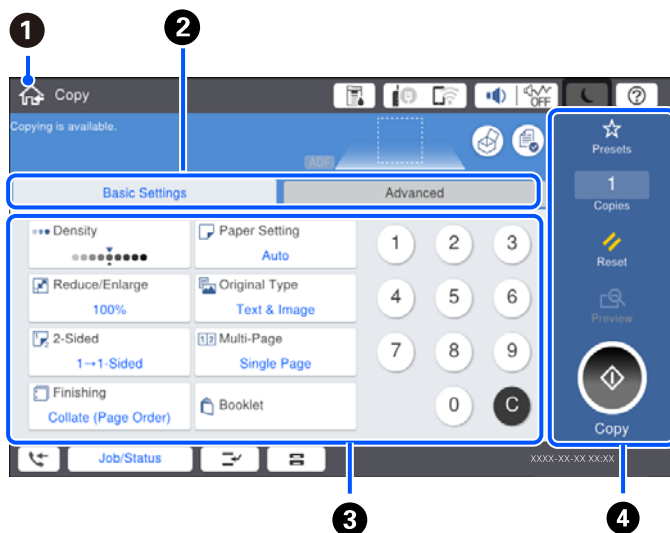 1
2
Copy
OFF
?
Copying is available.
ADF
Presets
Basic Settings
Advanced
1
Copies
Density
Paper Setting
Auto
1
2
3
Reset
Reduce/Enlarge
100%
Original Type
Text & Image
4
5
6
Preview
2-Sided
1→1-Sided
1 2 Multi-Page
Single Page
7
8
9
Finishing
Collate (Page Order)
Booklet
0
C
Copy
Job/Status
XXXX-XX-XX XX:XX
3
4